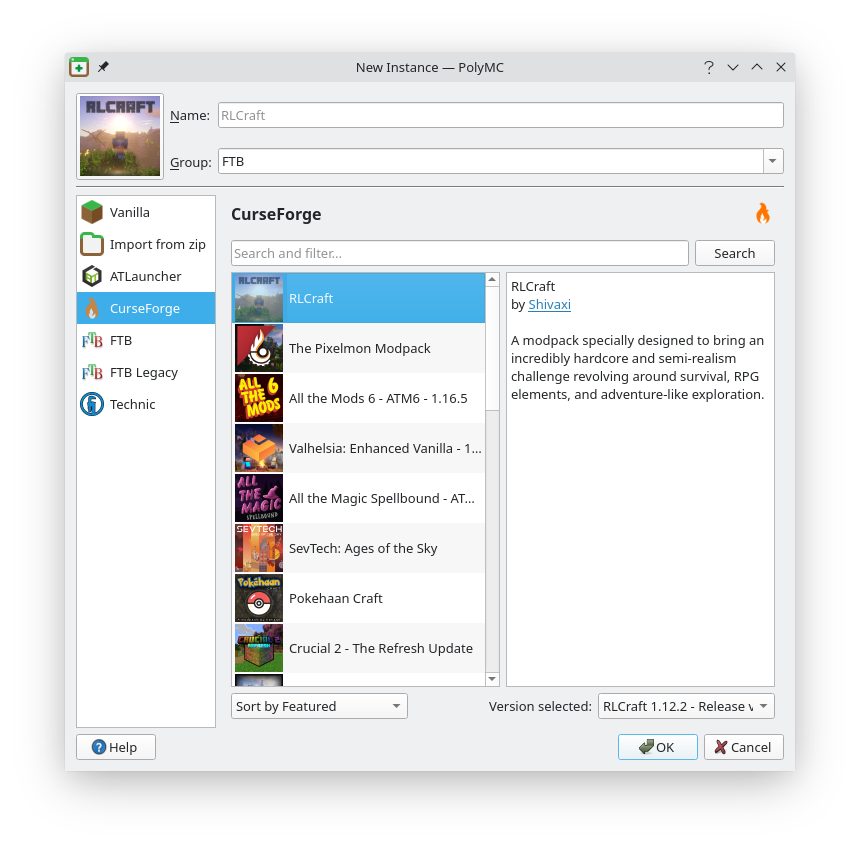 New Instance — PolyMC
RLCRAFT
Name:
RLCraft
Group:
FTB
Vanilla
Import from zip
ATLauncher
CurseForge
FTB
FTB
FTB
FTB Legacy
Technic
CurseForge
Search and filter...
Search
RLCRAFT
RLCraft
The Pixelmon Modpack
ALL
THE 6
MODS
All the Mods 6 - ATM6 - 1.16.5
Valhelsia: Enhanced Vanilla - 1...
ALL
THE
MAGIC
SPELLBOUND
All the Magic Spellbound - AT...
SEVTECH
SevTech: Ages of the Sky
Pokéhaan
Craft
Pokehaan Craft
CRUCIAL 2
Crucial 2 - The Refresh Update
RLCraft
by Shivaxi
A modpack specially designed to bring an
incredibly hardcore and semi-realism
challenge revolving around survival, RPG
elements, and adventure-like exploration.
Sort by Featured
Version selected:
RLCraft 1.12.2 - Release v
Help
OK
Cancel